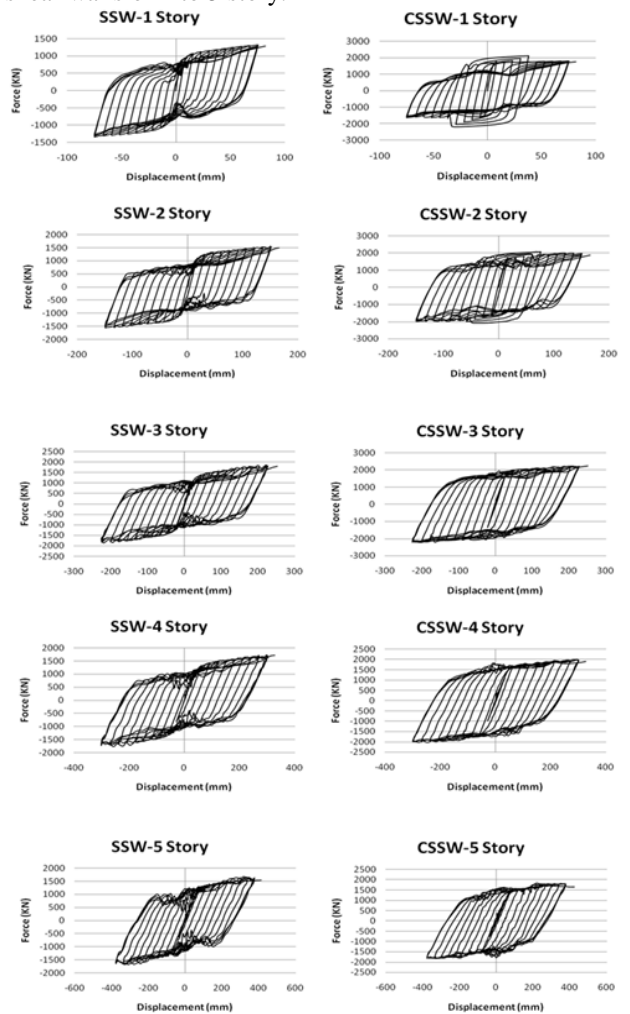 SSW-1 Story
1500
1000
500
0
-500
-1000
-1500
-100 -50 0 50 100
Force (KN)
Displacement (mm)
CSSW-1 Story
3000
2000
1000
0
-1000
-2000
-3000
-100 -50 0 50 100
Force (KN)
Displacement (mm)
SSW-2 Story
2000
1500
1000
500
0
-500
-1000
-1500
-2000
-200 -100 0 100 200
Force (KN)
Displacement (mm)
CSSW-2 Story
3000
2000
1000
0
-1000
-2000
-3000
-200 -100 0 100 200
Force (KN)
Displacement (mm)
SSW-3 Story
2500
2000
1500
1000
500
0
-500
-1000
-1500
-2000
-2500
-300 -200 -100 0 100 200 300
Force (KN)
Displacement (mm)
CSSW-3 Story
3000
2000
1000
0
-1000
-2000
-3000
-300 -200 -100 0 100 200 300
Force (KN)
Displacement (mm)
SSW-4 Story
2000
1500
1000
500
0
-500
-1000
-1500
-2000
-400 -200 0 200 400
Force (KN)
Displacement (mm)
CSSW-4 Story
2500
2000
1500
1000
500
0
-500
-1000
-1500
-2000
-2500
-400 -200 0 200 400
Force (KN)
Displacement (mm)
SSW-5 Story
2000
1500
1000
500
0
-500
-1000
-1500
-2000
-600 -400 -200 0 200 400 600
Force (KN)
Displacement (mm)
CSSW-5 Story
2500
2000
1500
1000
500
0
-500
-1000
-1500
-2000
-2500
-600 -400 -200 0 200 400 600
Force (KN)
Displacement (mm)